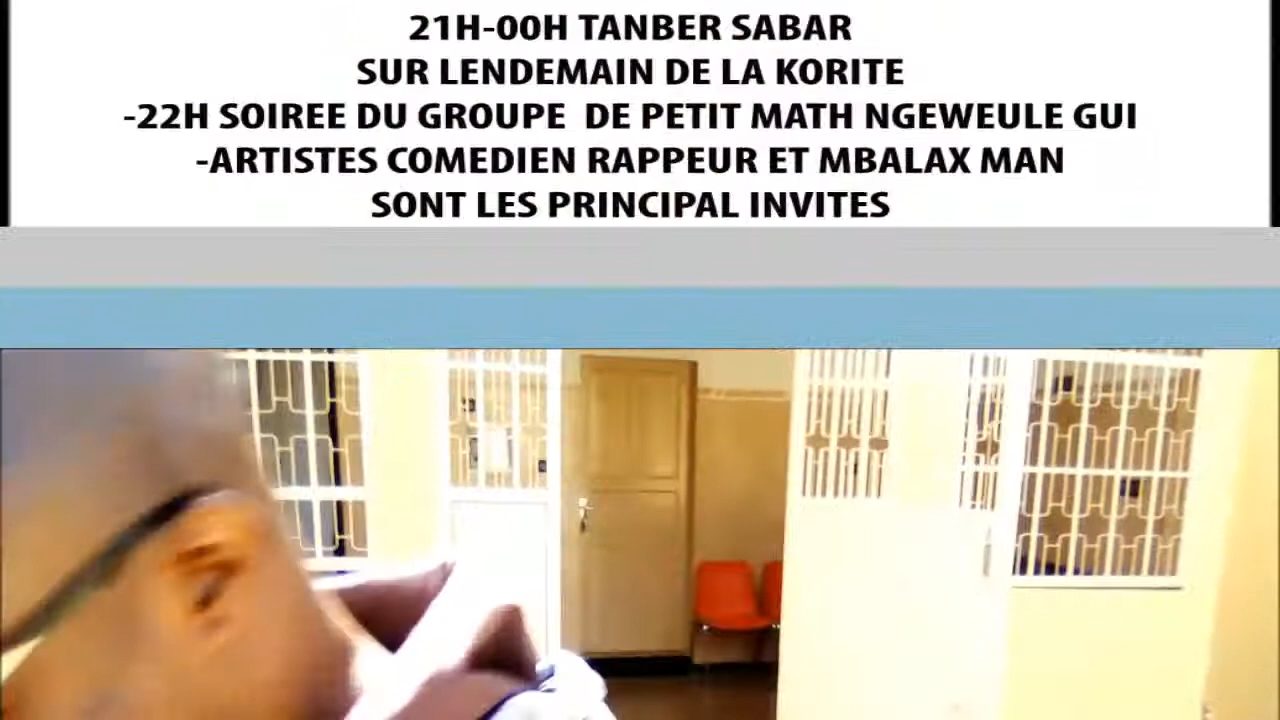 21H-00H TANBER SABAR
SUR LENDEMAIN DE LA KORITE
-22H SOIREE DU GROUPE DE PETIT MATH NGEWEULE GUI
-ARTISTES COMEDIEN RAPPEUR ET MBALAX MAN
SONT LES PRINCIPAL INVITES